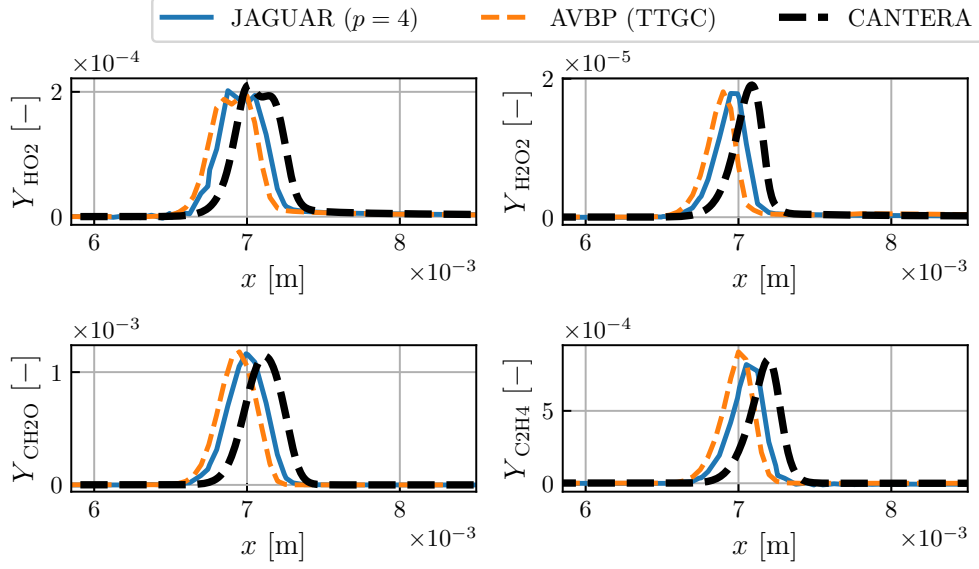 JAGUAR (p = 4) AVBP (TTGC) CANTERA
×10⁻⁴
Y_HO2 [−]
2
0
6 7 8
×10⁻³
x [m]
×10⁻⁵
Y_H2O2 [−]
2
0
6 7 8
×10⁻³
x [m]
×10⁻³
Y_CH2O [−]
1
0
6 7 8
×10⁻³
x [m]
×10⁻⁴
Y_C2H4 [−]
5
0
6 7 8
×10⁻³
x [m]